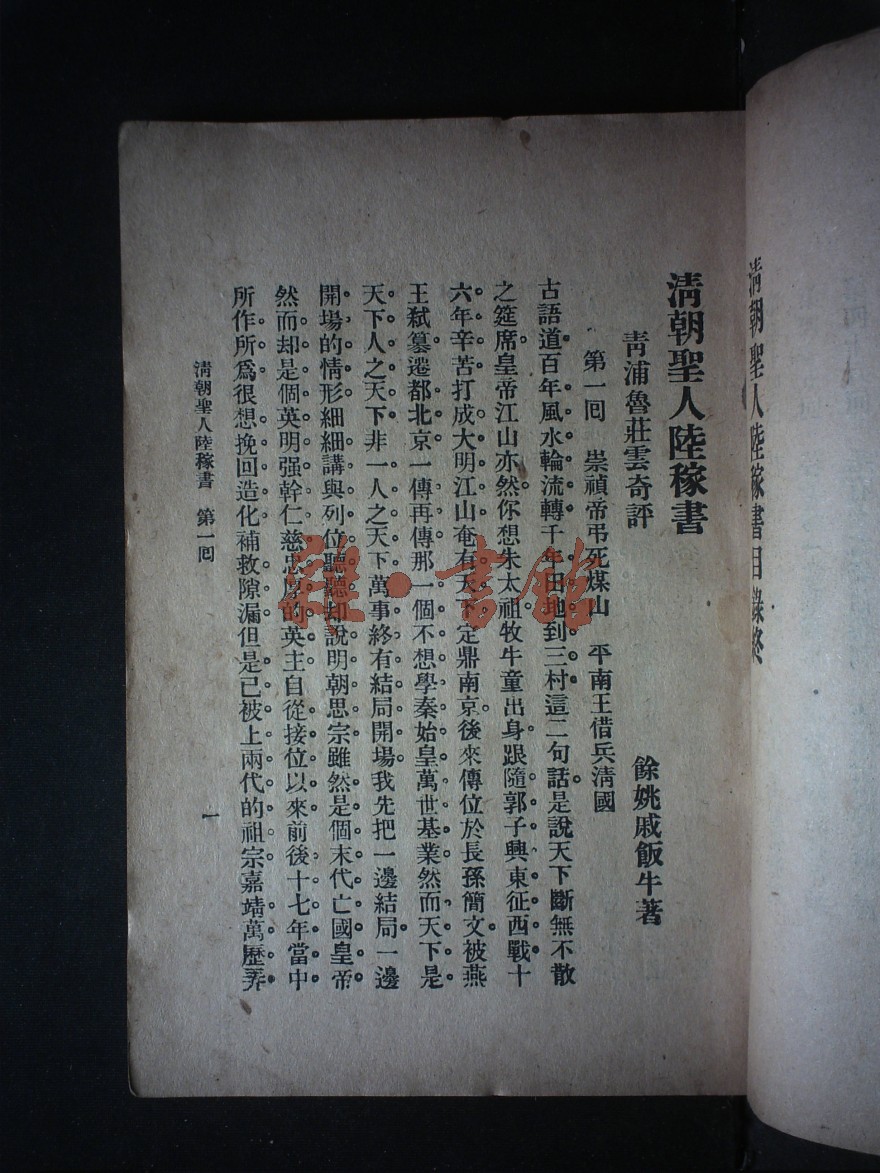 清朝聖人陸稼書目錄終
清朝聖人陸稼書
餘姚戚飯牛著
青浦魯莊雲奇評
第一囘　崇禎帝弔死煤山　平南王借兵清國
古語道百年風水輪流轉千年田地到三村這二句話是說天下斷無不散
之筵席皇帝江山亦然你想朱太祖牧牛童出身跟隨郭子興東征西戰十
六年辛苦打成大明江山奄有天下定鼎南京後來傳位於長孫簡文被燕
王弒篡遷都北京一傳再傳那一個不想學秦始皇萬世基業然而天下是
天下人之天下非一人之天下萬事終有結局開場我先把一邊結局一邊
開場的情形細細講與列位聽聽却說明朝思宗雖然是個末代亡國皇帝
然而却是個英明强幹仁慈忠厚的英主自從接位以來前後十七年當中
所作所爲很想挽回造化補救隙漏但是已被上兩代的祖宗嘉靖萬歷弄
清朝聖人陸稼書　第一囘
一
雜·書館